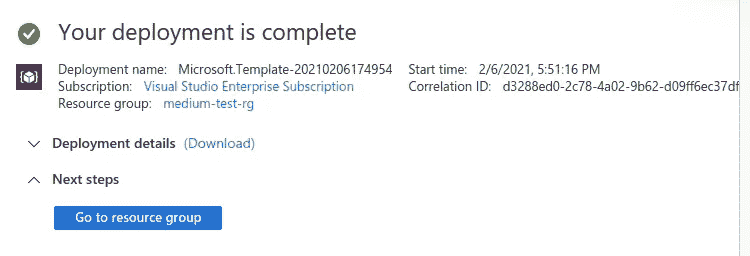 Your deployment is complete
Deployment name: Microsoft.Template-20210206174954 Start time: 2/6/2021, 5:51:16 PM
Subscription: Visual Studio Enterprise Subscription Correlation ID: d3288ed0-2c78-4a02-9b62-d09ff6ec37df
Resource group: medium-test-rg
Deployment details (Download)
Next steps
Go to resource group